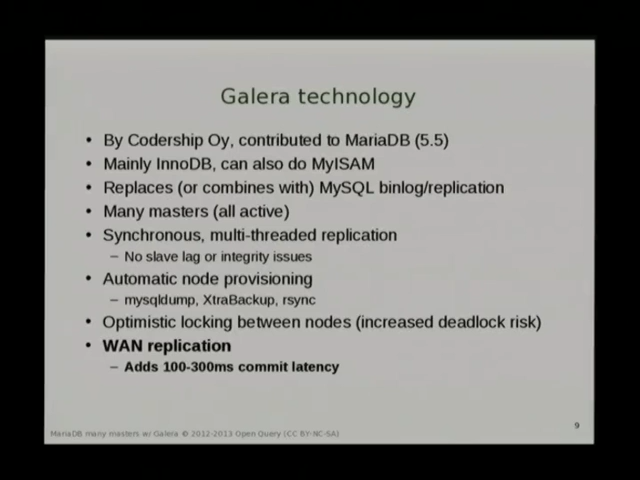 Galera technology
• By Codership Oy, contributed to MariaDB (5.5)
• Mainly InnoDB, can also do MyISAM
• Replaces (or combines with) MySQL binlog/replication
• Many masters (all active)
• Synchronous, multi-threaded replication
– No slave lag or integrity issues
• Automatic node provisioning
– mysqldump, XtraBackup, rsync
• Optimistic locking between nodes (increased deadlock risk)
• WAN replication
– Adds 100-300ms commit latency
9
MariaDB many masters w/ Galera © 2012-2013 Open Query (CC BY-NC-SA)